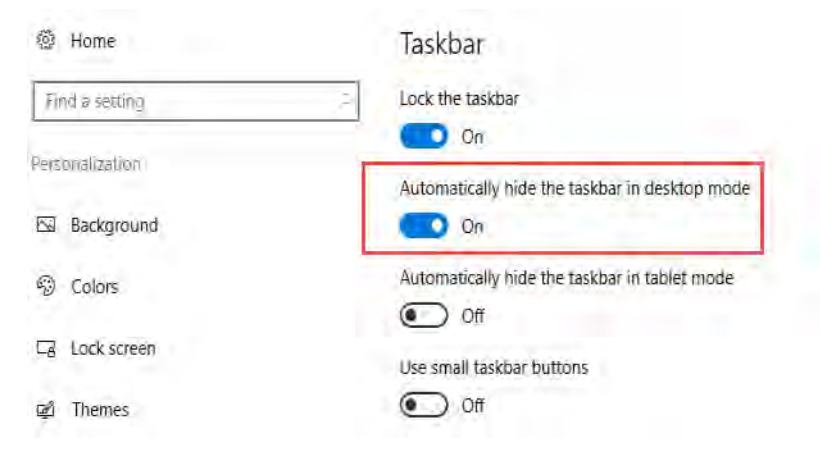 Home
Find a setting
Personalization
Background
Colors
Lock screen
Themes
Taskbar
Lock the taskbar
On
Automatically hide the taskbar in desktop mode
On
Automatically hide the taskbar in tablet mode
Off
Use small taskbar buttons
Off